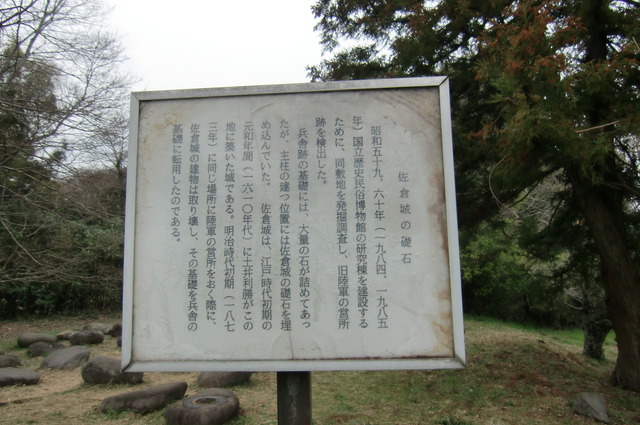 佐倉城の礎石
昭和五十九、六十年（一九八四、一九八五
年）国立歴史民俗博物館の研究棟を建設する
ために、同敷地を発掘調査し、旧陸軍の営所
跡を検出した。
兵舎跡の基礎には、大量の石が詰めてあっ
たが、主柱の建つ位置には佐倉城の礎石を埋
め込んでいた。佐倉城は、江戸時代初期の
元和年間（一六一〇年代）に土井利勝がこの
地に築いた城である。明治時代初期（一八七
三年）に同じ場所に陸軍の営所をおく際に、
佐倉城の建物は取り壊し、その基礎を兵舎の
基礎に転用したのである。